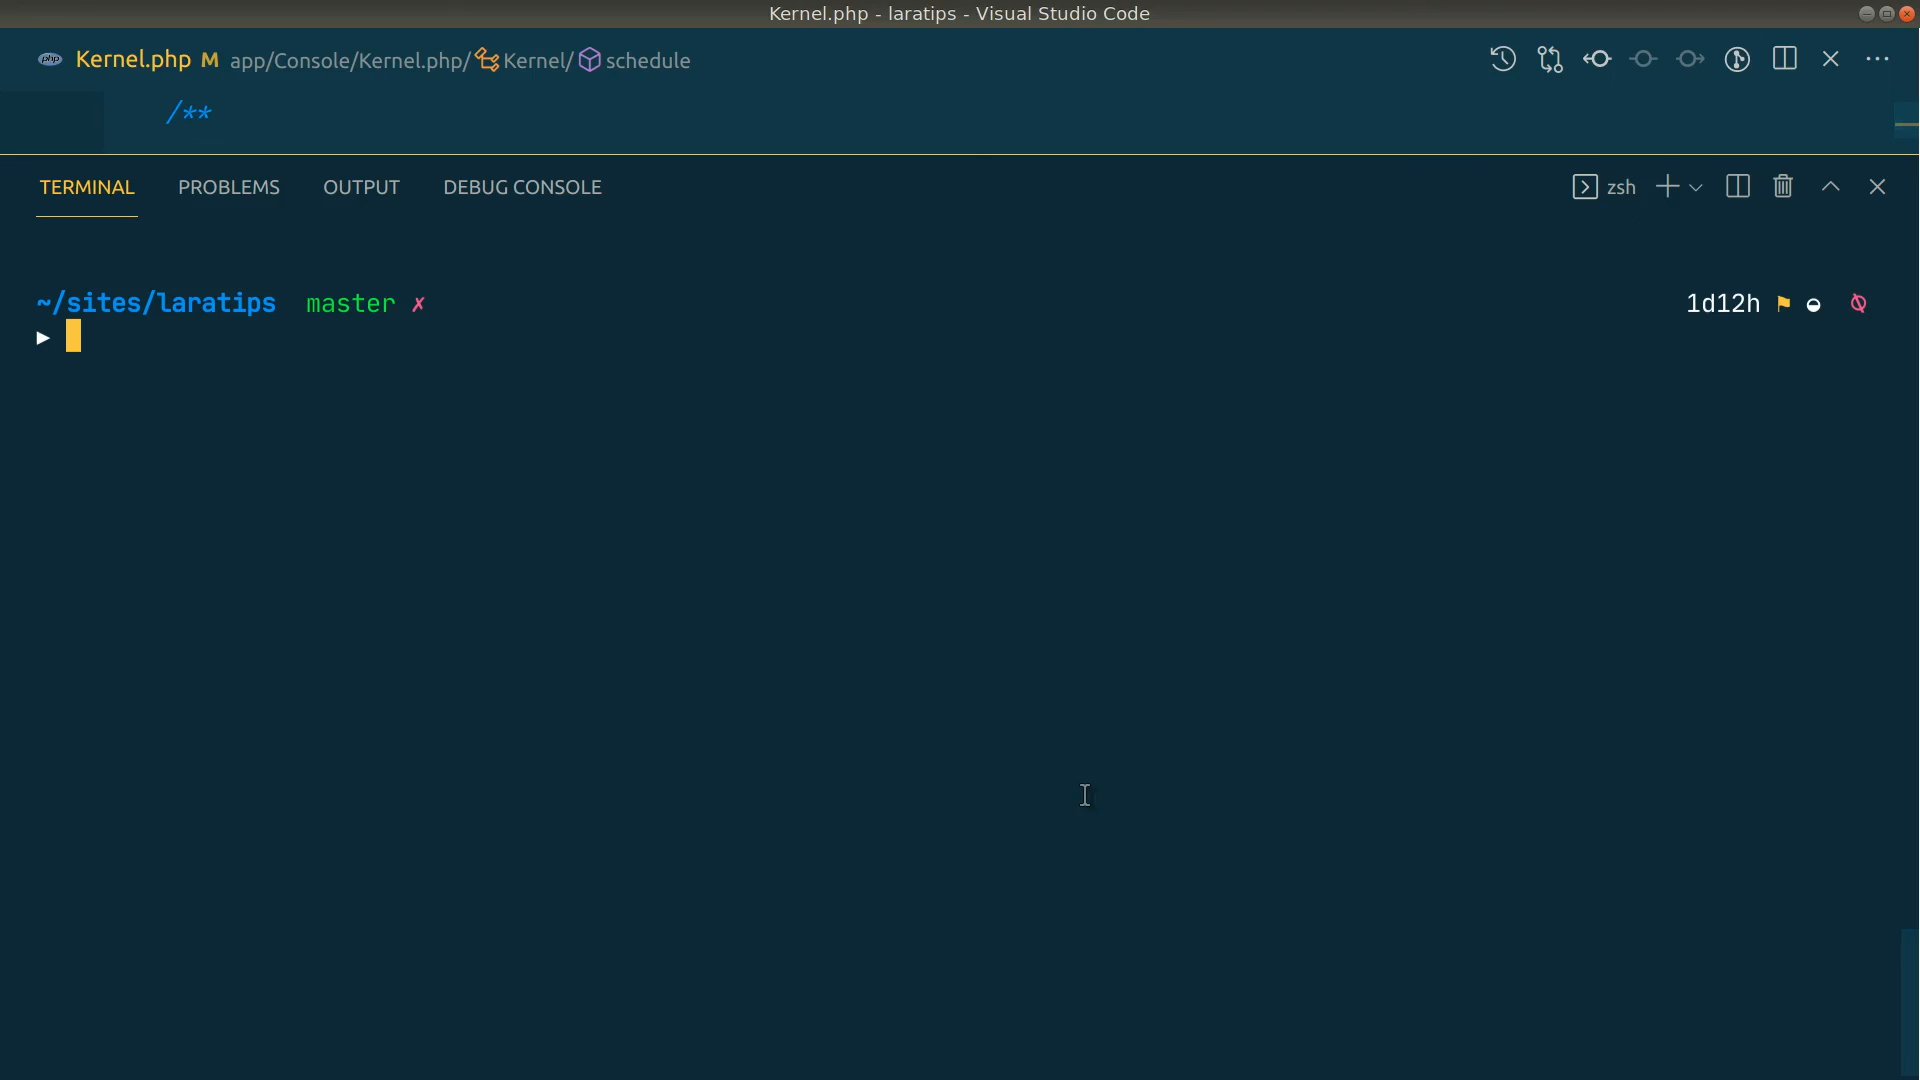 Kernel.php - laratips - Visual Studio Code
php Kernel.php M app/Console/Kernel.php/ Kernel/ schedule
/**
TERMINAL PROBLEMS OUTPUT DEBUG CONSOLE zsh
~/sites/laratips master ✗ 1d12h